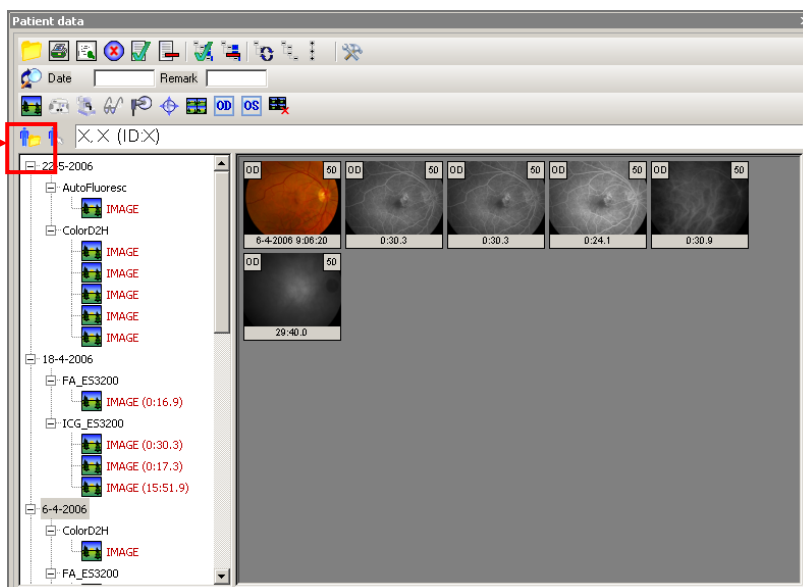 Patient data
Date Remark
OD OS
X, X (ID:X)
22-5-2006
AutoFluoresc
IMAGE
ColorD2H
IMAGE
IMAGE
IMAGE
IMAGE
IMAGE
18-4-2006
FA_ES3200
IMAGE (0:16.9)
ICG_ES3200
IMAGE (0:30.3)
IMAGE (0:17.3)
IMAGE (15:51.9)
6-4-2006
ColorD2H
IMAGE
FA_ES3200
OD 50 OD 50 OD 50 OD 50 OD 50
6-4-2006 9:06:20 0:30.3 0:30.3 0:24.1 0:30.9
OD 50
29:40.0